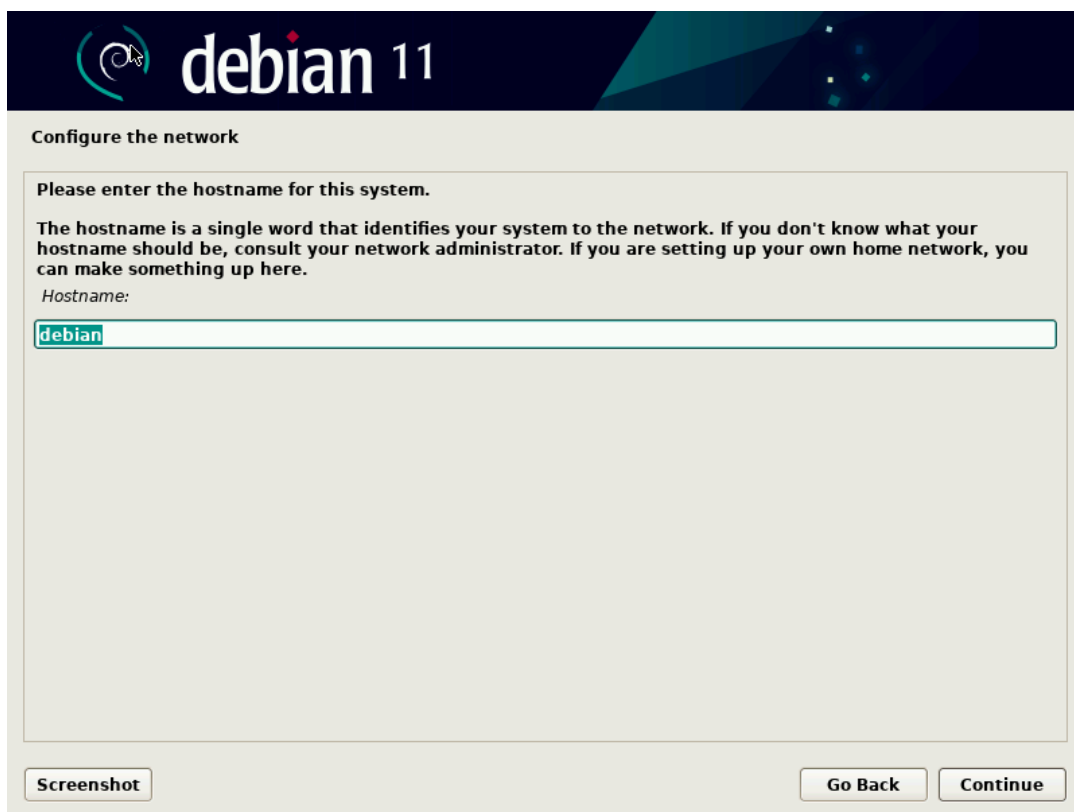 debian 11
Configure the network
Please enter the hostname for this system.
The hostname is a single word that identifies your system to the network. If you don't know what your
hostname should be, consult your network administrator. If you are setting up your own home network, you
can make something up here.
Hostname:
debian
Screenshot
Go Back
Continue